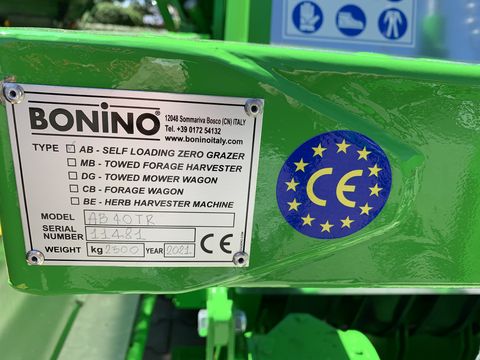 BONINO®
12048 Sommariva Bosco (CN) ITALY
Tel. +39 0172 54132
www.boninoitaly.com
TYPE
AB - SELF LOADING ZERO GRAZER
MB - TOWED FORAGE HARVESTER
DG - TOWED MOWER WAGON
CB - FORAGE WAGON
BE - HERB HARVESTER MACHINE
MODEL AB 40 TR
SERIAL NUMBER 11481
WEIGHT kg 2300 YEAR 2021 CE
CE